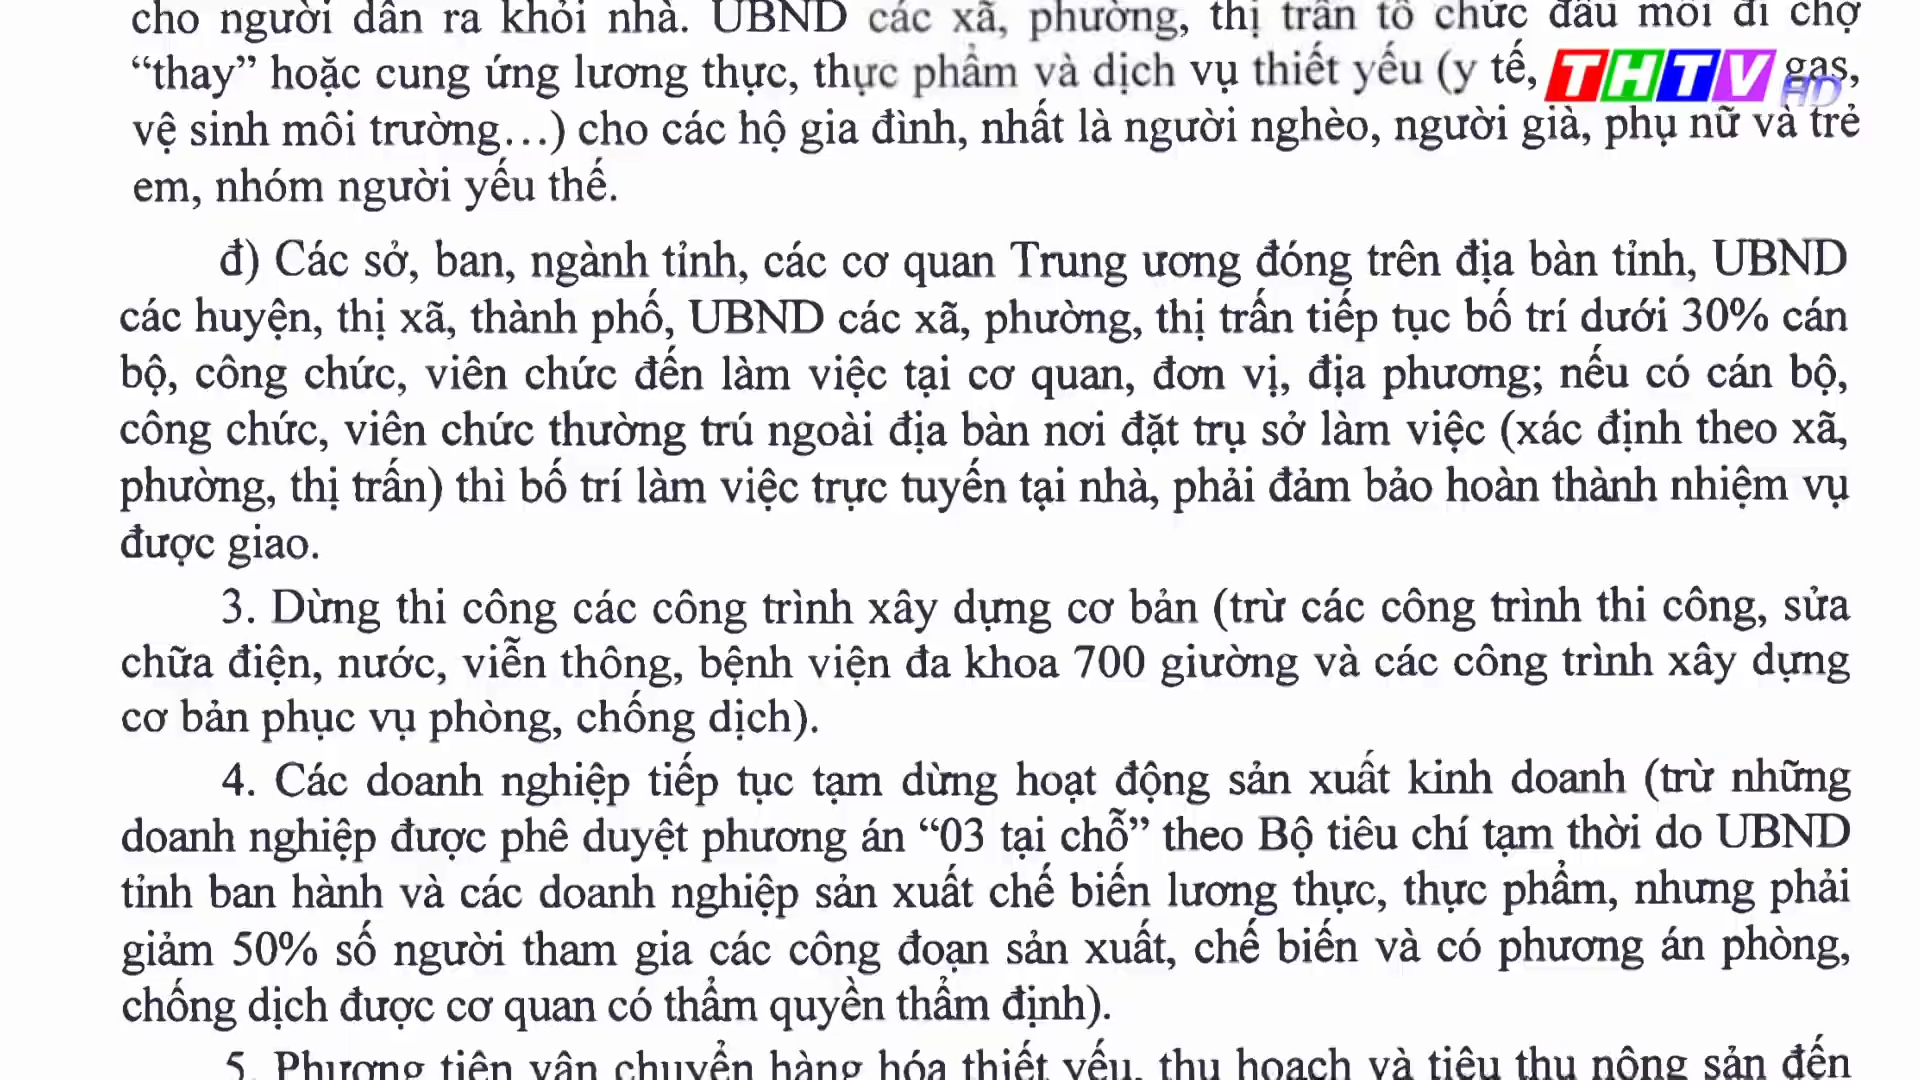 cho người dân ra khỏi nhà. UBND các xã, phường, thị trấn tổ chức đầu mối đi chợ
“thay” hoặc cung ứng lương thực, thực phẩm và dịch vụ thiết yếu (y tế, gas,
THTV HD
vệ sinh môi trường…) cho các hộ gia đình, nhất là người nghèo, người già, phụ nữ và trẻ
em, nhóm người yếu thế.
đ) Các sở, ban, ngành tỉnh, các cơ quan Trung ương đóng trên địa bàn tỉnh, UBND
các huyện, thị xã, thành phố, UBND các xã, phường, thị trấn tiếp tục bố trí dưới 30% cán
bộ, công chức, viên chức đến làm việc tại cơ quan, đơn vị, địa phương; nếu có cán bộ,
công chức, viên chức thường trú ngoài địa bàn nơi đặt trụ sở làm việc (xác định theo xã,
phường, thị trấn) thì bố trí làm việc trực tuyến tại nhà, phải đảm bảo hoàn thành nhiệm vụ
được giao.
3. Dừng thi công các công trình xây dựng cơ bản (trừ các công trình thi công, sửa
chữa điện, nước, viễn thông, bệnh viện đa khoa 700 giường và các công trình xây dựng
cơ bản phục vụ phòng, chống dịch).
4. Các doanh nghiệp tiếp tục tạm dừng hoạt động sản xuất kinh doanh (trừ những
doanh nghiệp được phê duyệt phương án “03 tại chỗ” theo Bộ tiêu chí tạm thời do UBND
tỉnh ban hành và các doanh nghiệp sản xuất chế biến lương thực, thực phẩm, nhưng phải
giảm 50% số người tham gia các công đoạn sản xuất, chế biến và có phương án phòng,
chống dịch được cơ quan có thẩm quyền thẩm định).
5. Phương tiện vận chuyển hàng hóa thiết yếu, thu hoạch và tiêu thụ nông sản đến